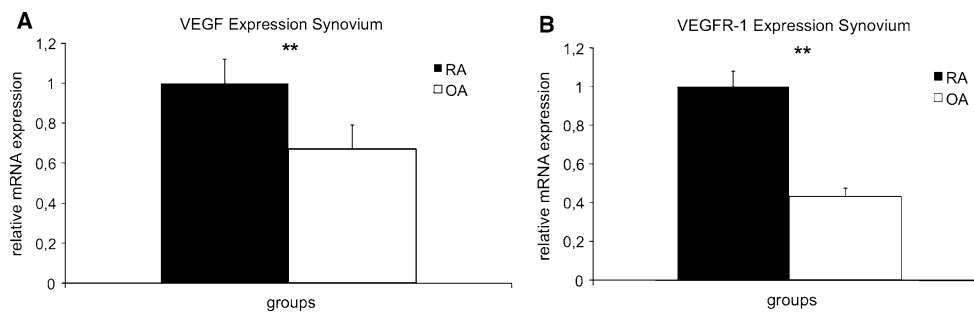 A
VEGF Expression Synovium
**
1,2
1
0,8
0,6
0,4
0,2
0
relative mRNA expression
RA
OA
groups
B
VEGFR-1 Expression Synovium
**
1,2
1
0,8
0,6
0,4
0,2
0
relative mRNA expression
RA
OA
groups